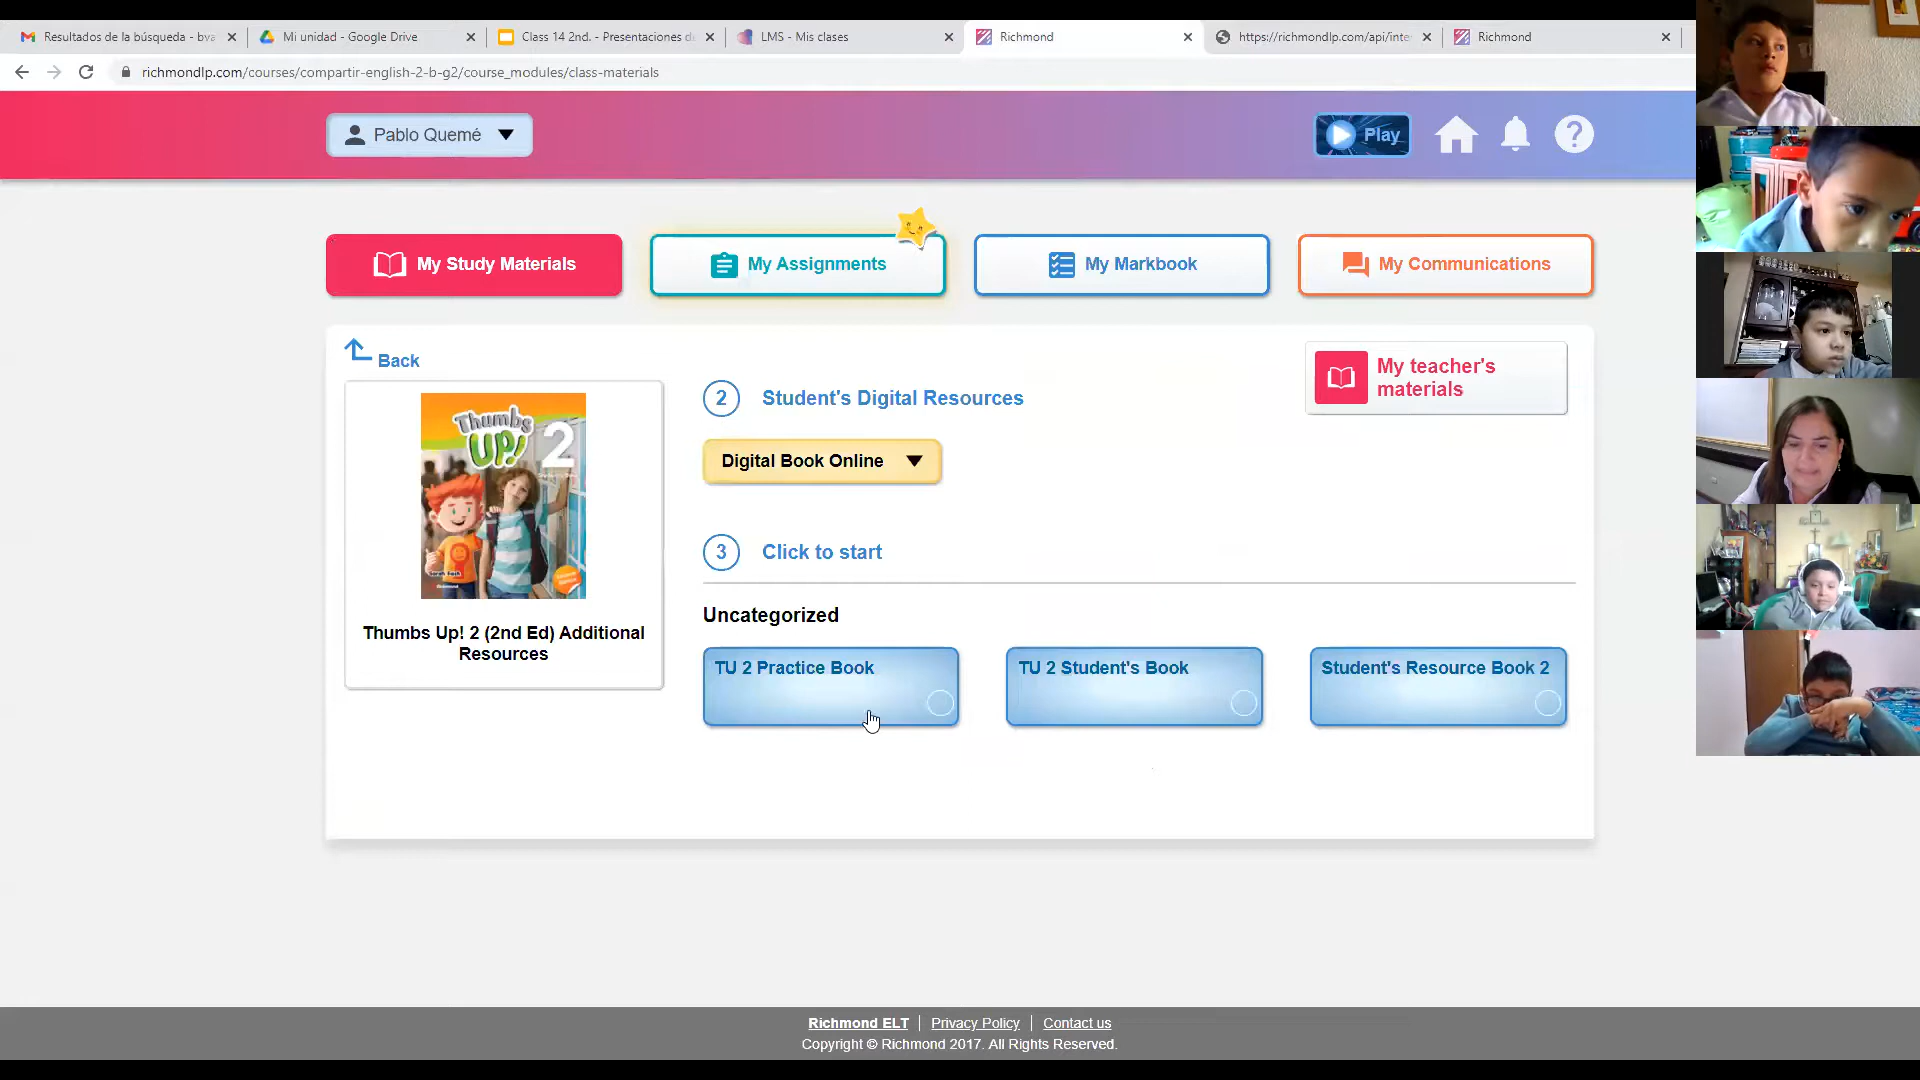 Resultados de la búsqueda - bva
Mi unidad - Google Drive
Class 14 2nd. - Presentaciones de
LMS - Mis clases
Richmond
https://richmondlp.com/api/inte
Richmond
richmondlp.com/courses/compartir-english-2-b-g2/course_modules/class-materials
Pablo Quemé
Play
My Study Materials
My Assignments
My Markbook
My Communications
Back
2 Student's Digital Resources
My teacher's
materials
Digital Book Online
Thumbs
UP! 2
Thumbs Up! 2 (2nd Ed) Additional
Resources
3 Click to start
Uncategorized
TU 2 Practice Book
TU 2 Student's Book
Student's Resource Book 2
Richmond ELT
Privacy Policy
Contact us
Copyright © Richmond 2017. All Rights Reserved.